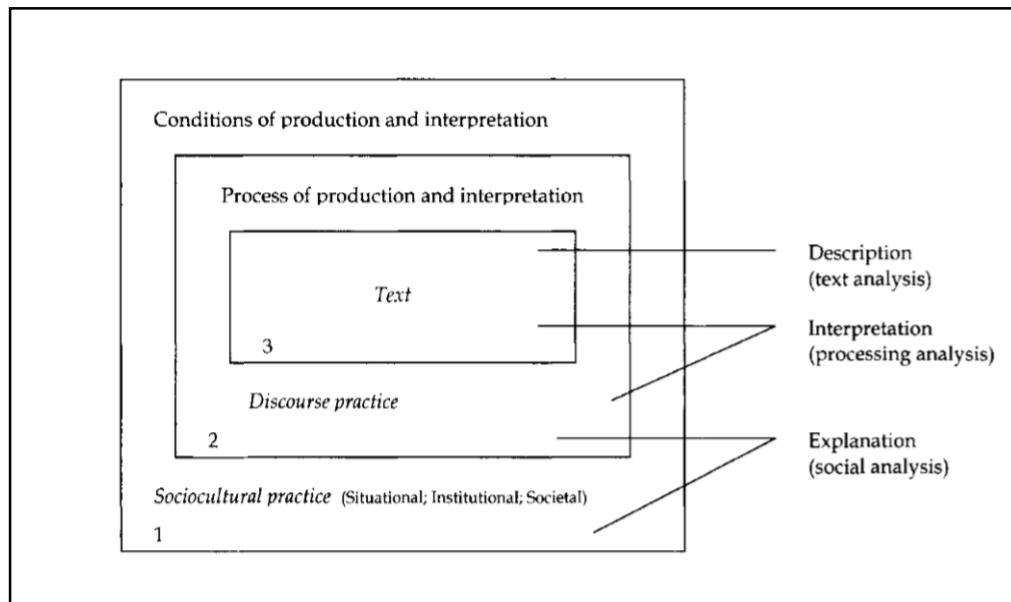 Conditions of production and interpretation
Process of production and interpretation
Text
3
Discourse practice
2
Sociocultural practice (Situational; Institutional; Societal)
1
Description
(text analysis)
Interpretation
(processing analysis)
Explanation
(social analysis)